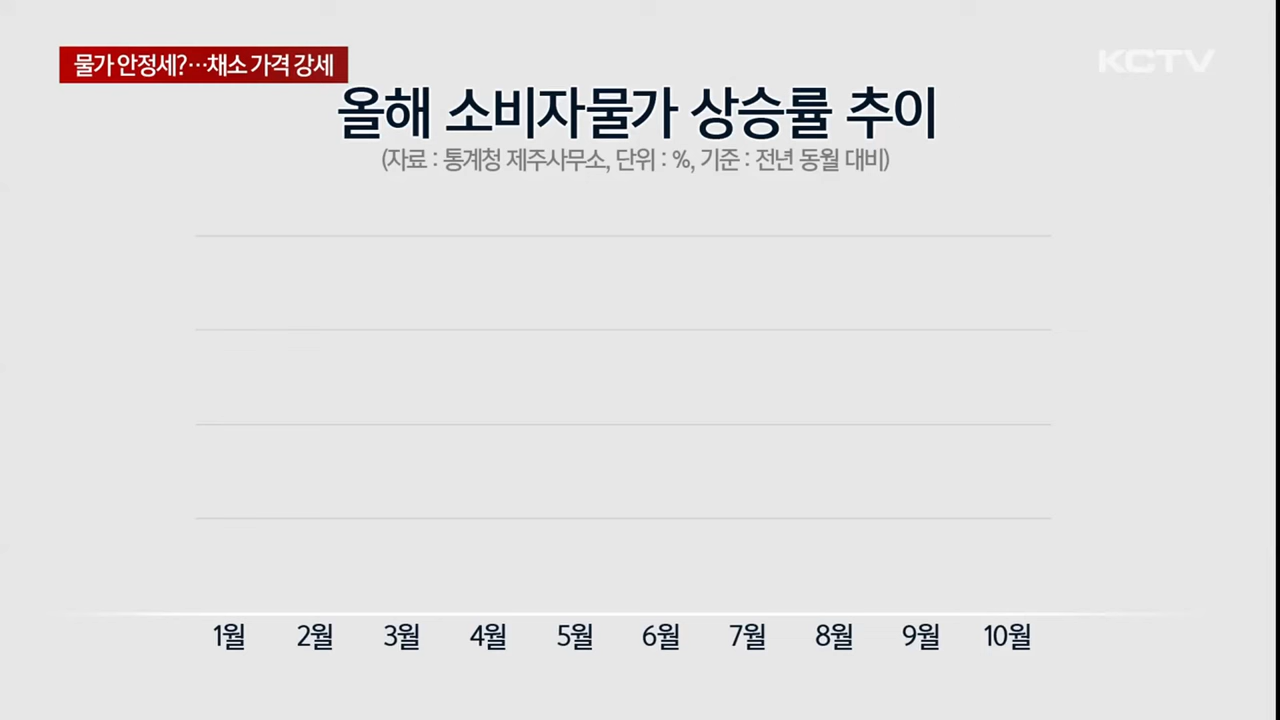 물가 안정세?…채소 가격 강세
KCTV
올해 소비자물가 상승률 추이
(자료 : 통계청 제주사무소, 단위 : %, 기준 : 전년 동월 대비)
1월 2월 3월 4월 5월 6월 7월 8월 9월 10월